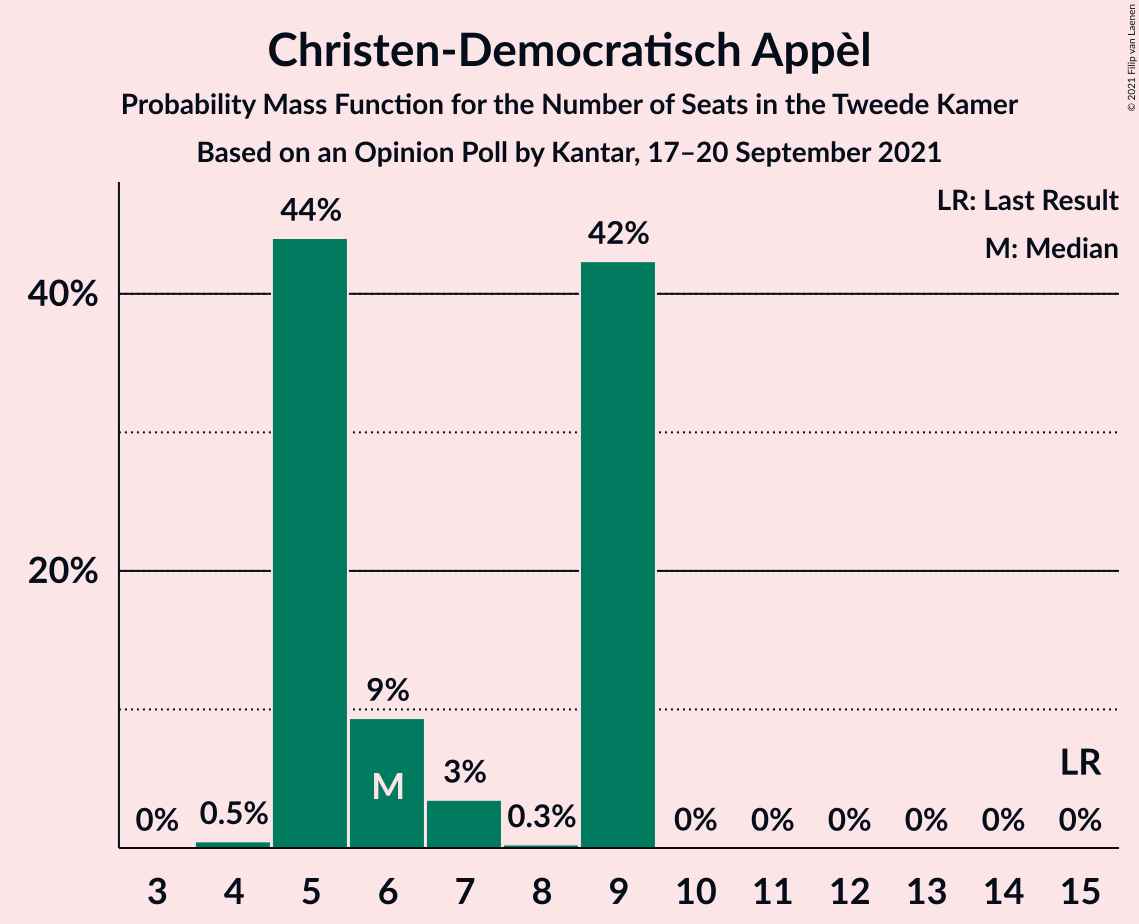 Christen-Democratisch Appèl
Probability Mass Function for the Number of Seats in the Tweede Kamer
Based on an Opinion Poll by Kantar, 17–20 September 2021
© 2021 Filip van Laenen
LR: Last Result
M: Median
44%
42%
40%
20%
9%
M
3%
LR
0% 0.5% 0.3% 0% 0% 0% 0% 0% 0%
3 4 5 6 7 8 9 10 11 12 13 14 15